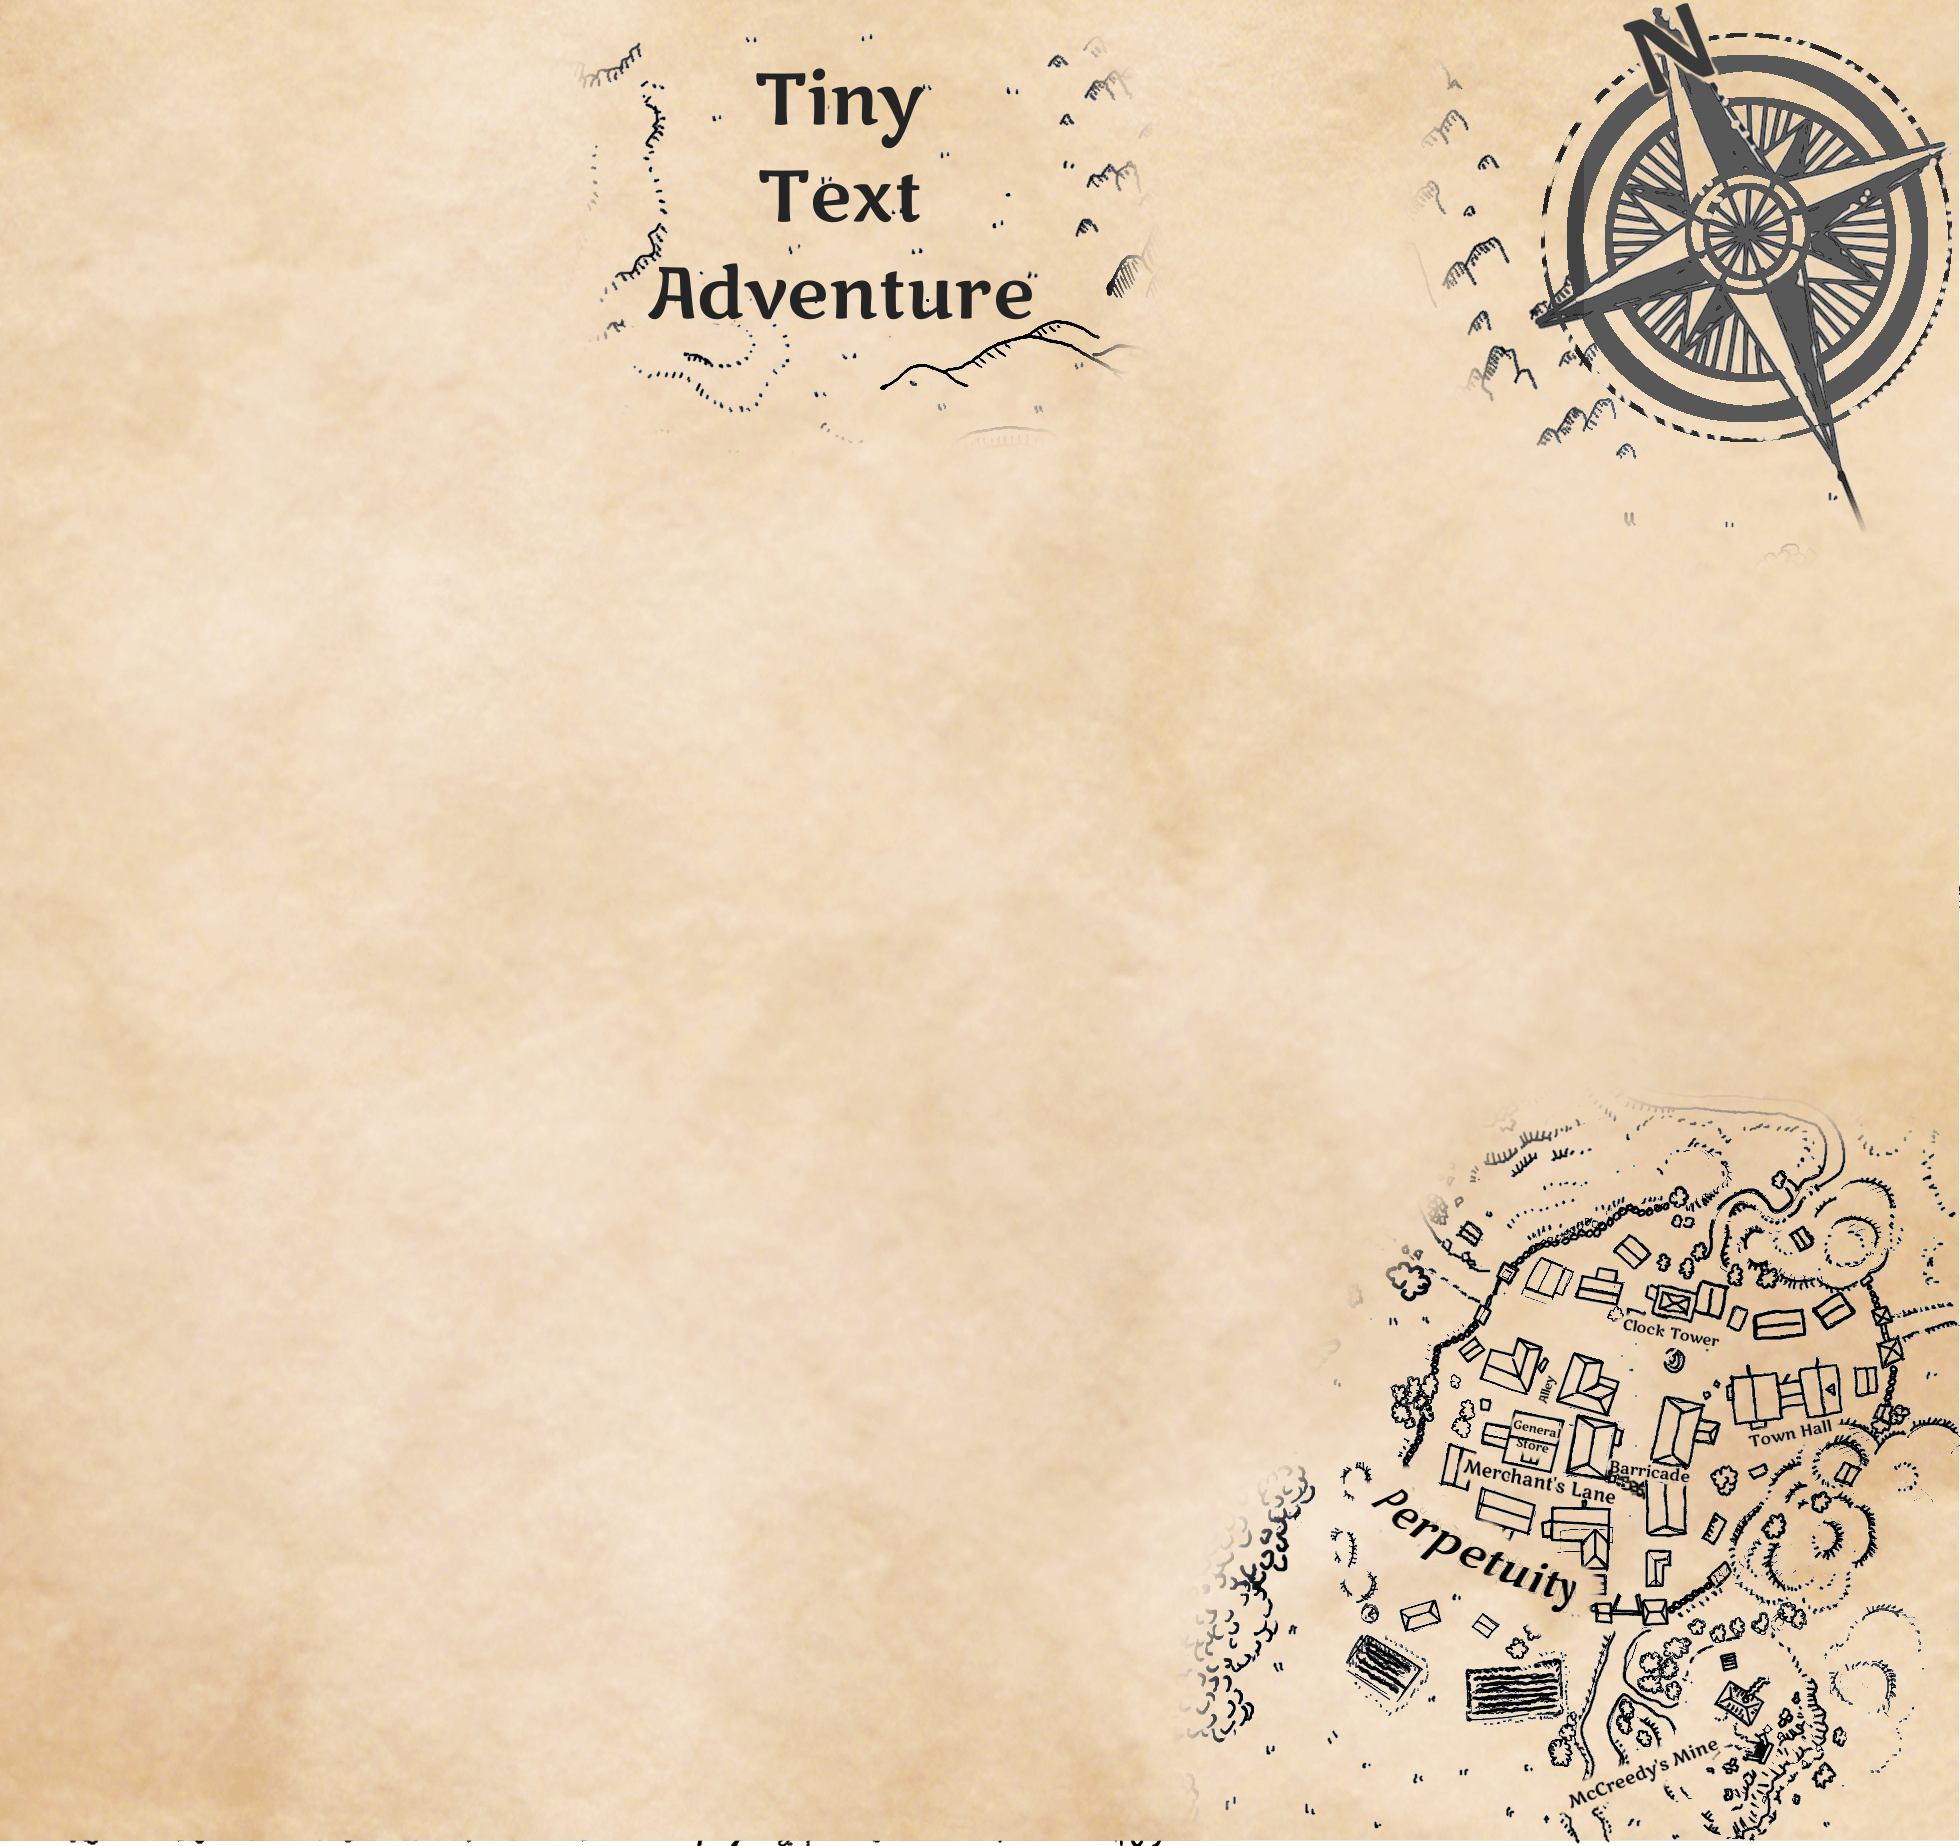 Tiny
Text
Adventure
N
Clock Tower
Alley
General
Store
Town Hall
Merchant's Lane
Barricade
Perpetuity
McCreedy's Mine